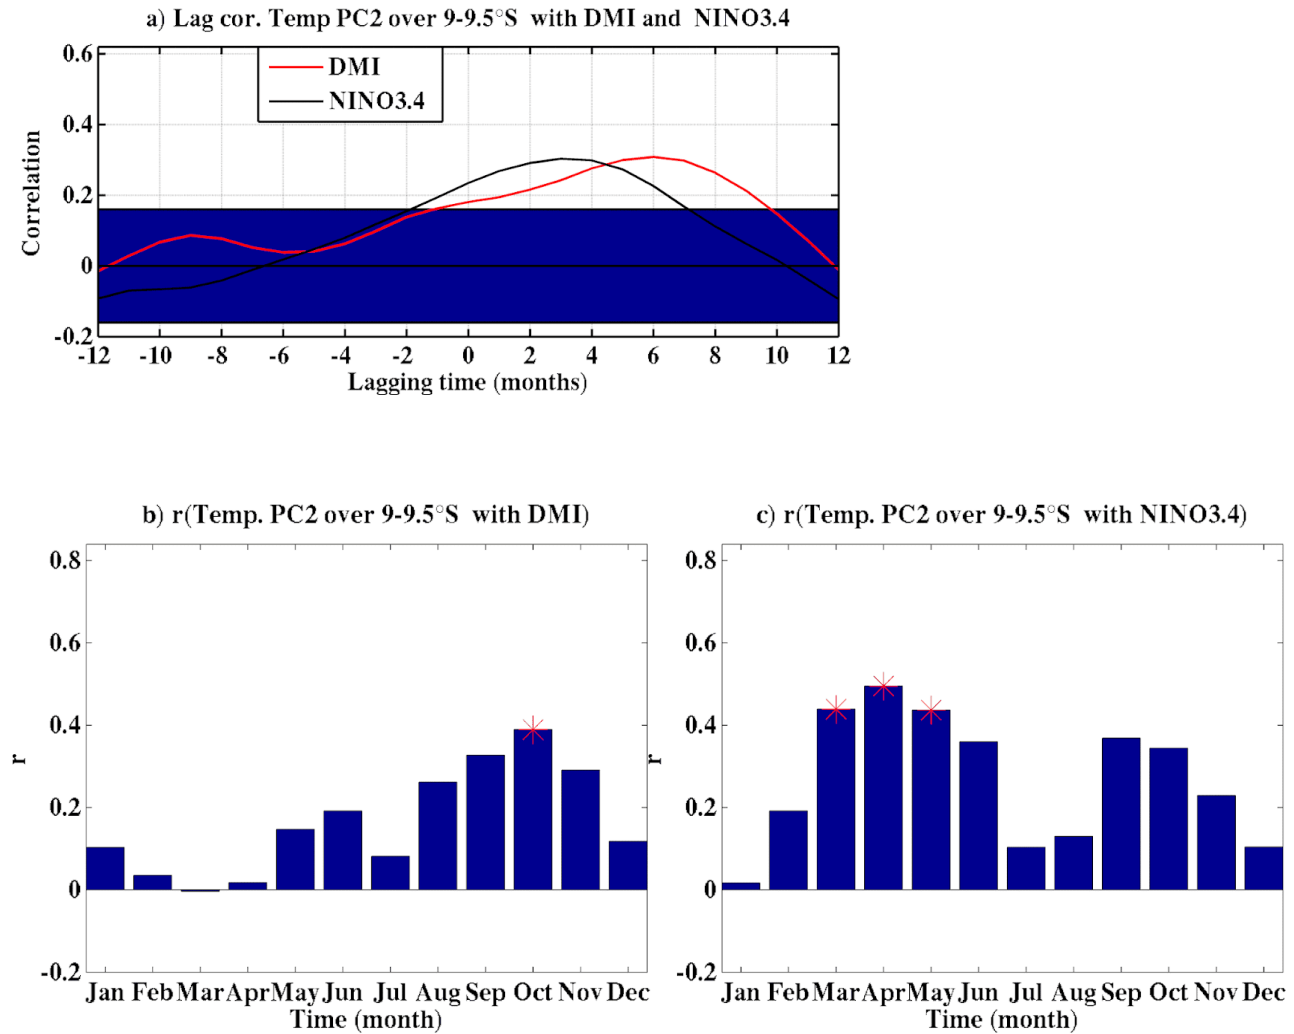 a) Lag cor. Temp PC2 over 9-9.5°S with DMI and NINO3.4
DMI
NINO3.4
0.6
0.4
0.2
0
-0.2
Correlation
-12 -10 -8 -6 -4 -2 0 2 4 6 8 10 12
Lagging time (months)
b) r(Temp. PC2 over 9-9.5°S with DMI)
0.8
0.6
0.4
0.2
0
-0.2
r
Jan Feb Mar Apr May Jun Jul Aug Sep Oct Nov Dec
Time (month)
c) r(Temp. PC2 over 9-9.5°S with NINO3.4)
0.8
0.6
0.4
0.2
0
-0.2
r
Jan Feb Mar Apr May Jun Jul Aug Sep Oct Nov Dec
Time (month)